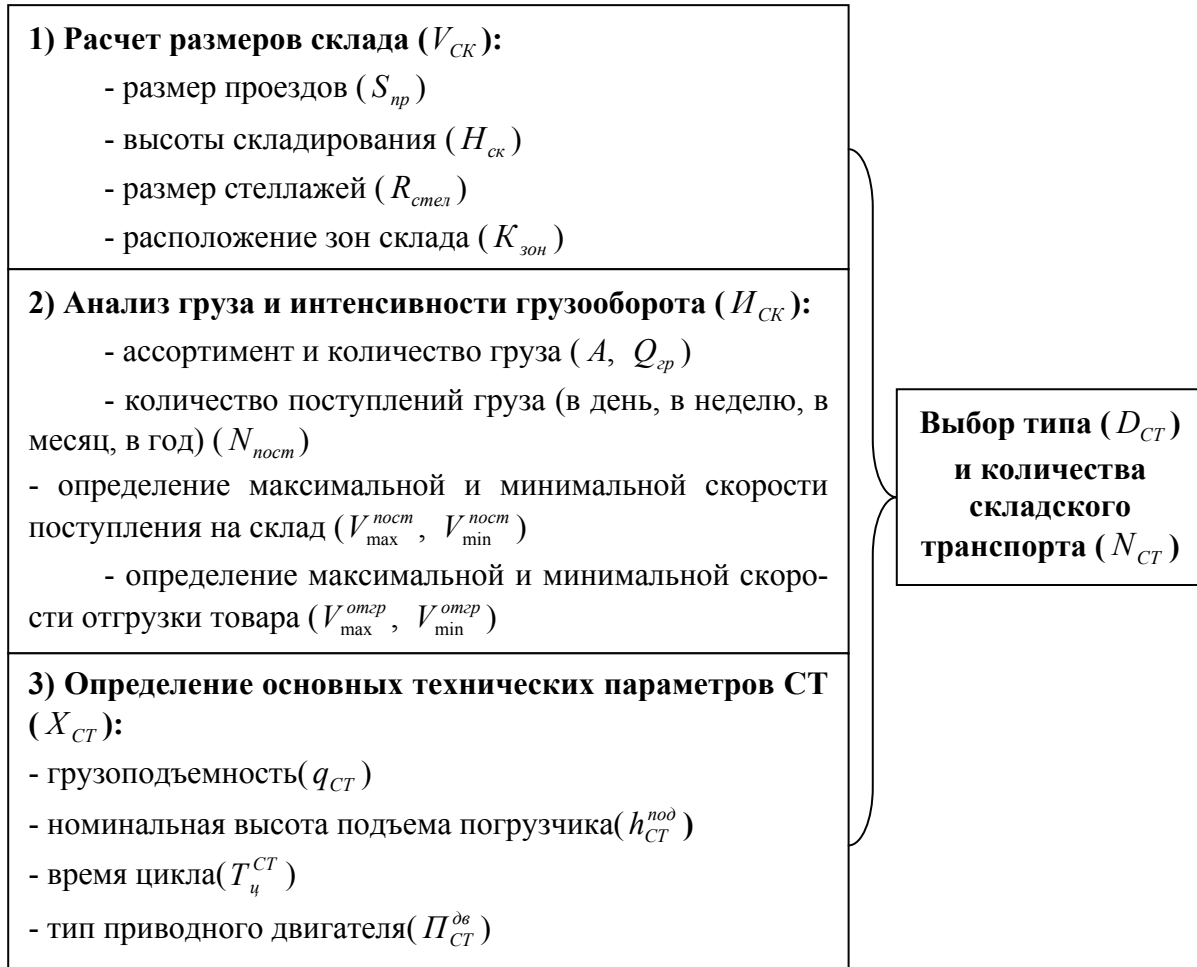 1) Расчет размеров склада (V_СК):
- размер проездов (S_пр)
- высоты складирования (H_ск)
- размер стеллажей (R_стел)
- расположение зон склада (К_зон)
2) Анализ груза и интенсивности грузооборота (И_СК):
- ассортимент и количество груза (A, Q_гр)
- количество поступлений груза (в день, в неделю, в
месяц, в год) (N_пост)
- определение максимальной и минимальной скорости
поступления на склад (V_max^пост, V_min^пост)
- определение максимальной и минимальной скоро-
сти отгрузки товара (V_max^отгр, V_min^отгр)
3) Определение основных технических параметров СТ
(X_СТ):
- грузоподъемность(q_СТ)
- номинальная высота подъема погрузчика(h_СТ^под)
- время цикла(T_ц^СТ)
- тип приводного двигателя(П_СТ^дв)
Выбор типа (D_СТ)
и количества
складского
транспорта (N_СТ)